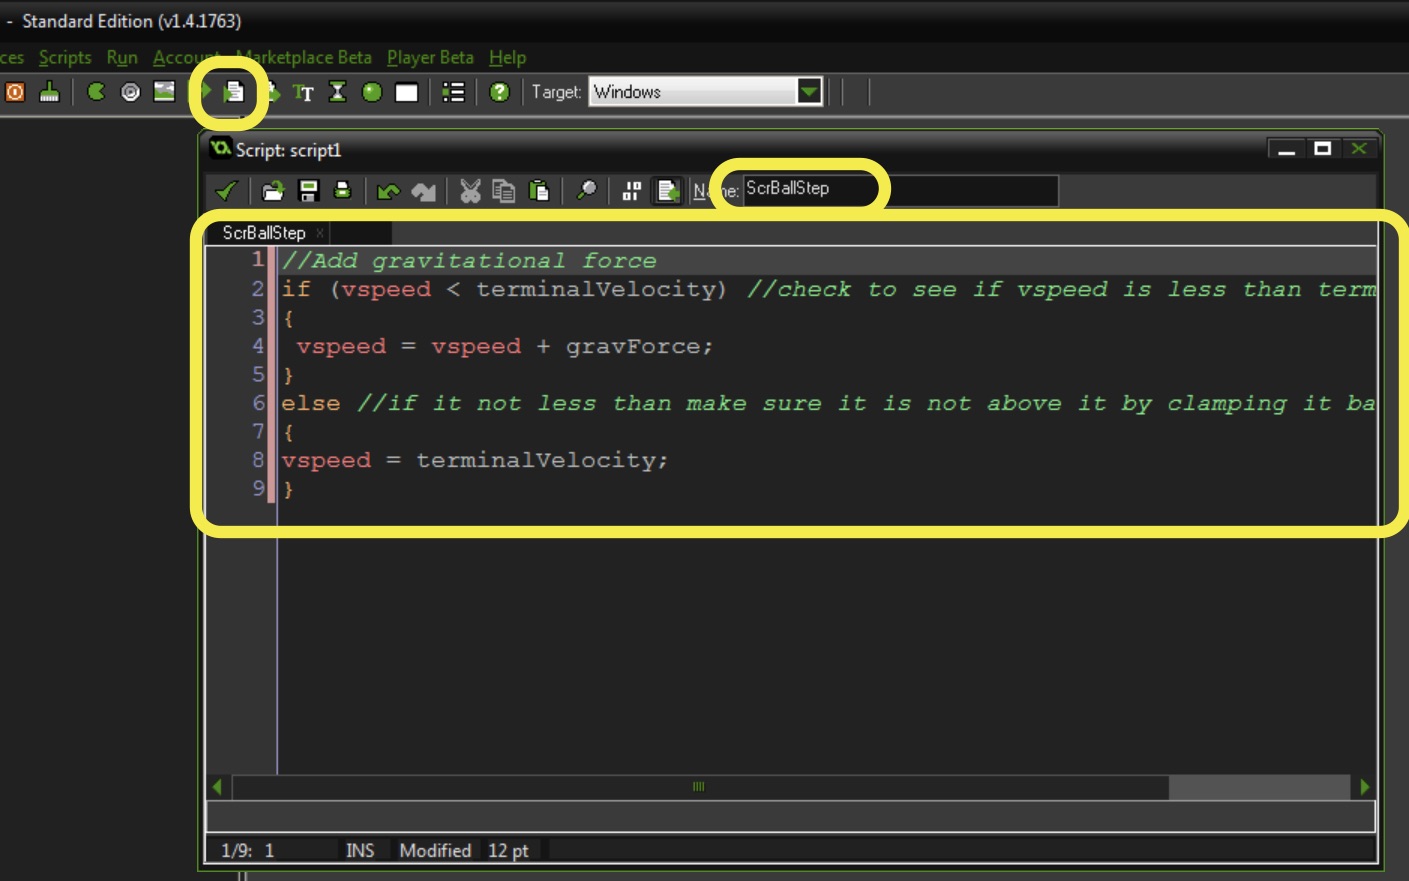 - Standard Edition (v1.4.1763)
ces Scripts Run Account Marketplace Beta Player Beta Help
TT Target: Windows
Script: script1
Name: ScrBallStep
ScrBallStep ×
1 //Add gravitational force
2 if (vspeed < terminalVelocity) //check to see if vspeed is less than term
3 {
4 vspeed = vspeed + gravForce;
5 }
6 else //if it not less than make sure it is not above it by clamping it ba
7 {
8 vspeed = terminalVelocity;
9 }
1/9: 1 INS Modified 12 pt